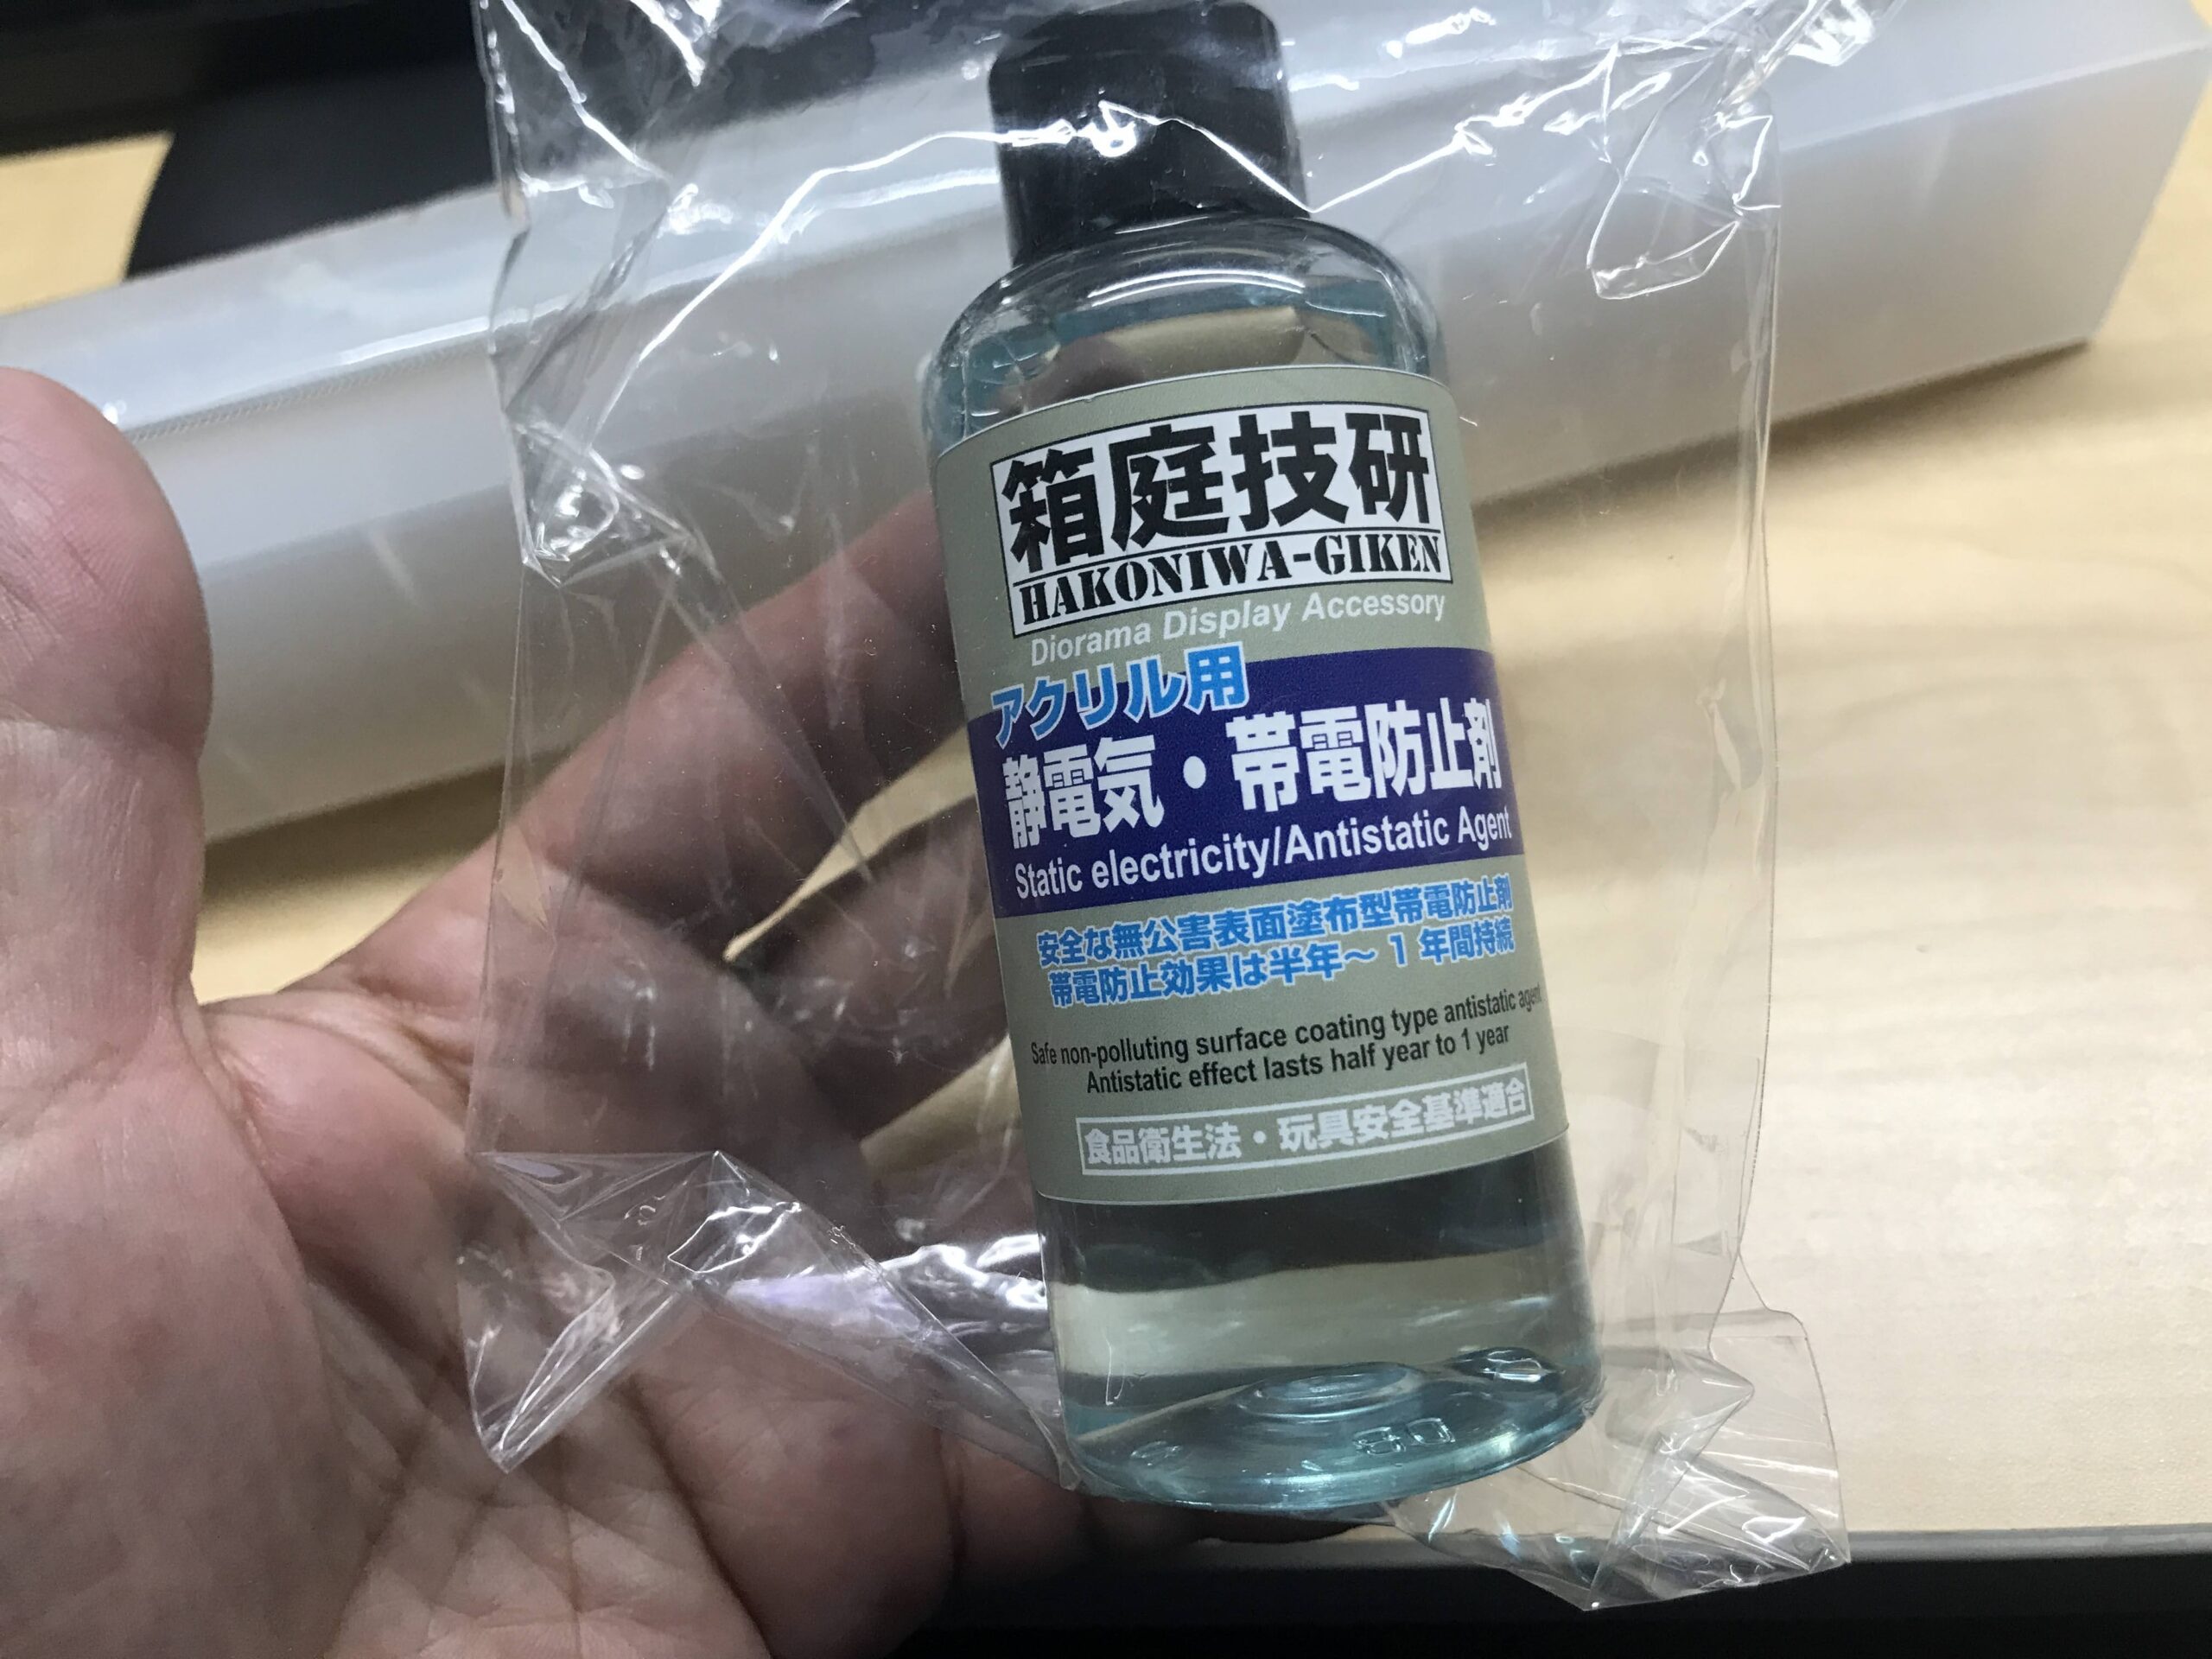 箱庭技研
HAKONIWA-GIKEN
Diorama Display Accessory
アクリル用
静電気・帯電防止剤
Static electricity/Antistatic Agent
安全な無公害表面塗布型帯電防止剤
帯電防止効果は半年〜1年間持続
Safe non-polluting surface coating type antistatic agent
Antistatic effect lasts half year to 1 year
食品衛生法・玩具安全基準適合
80